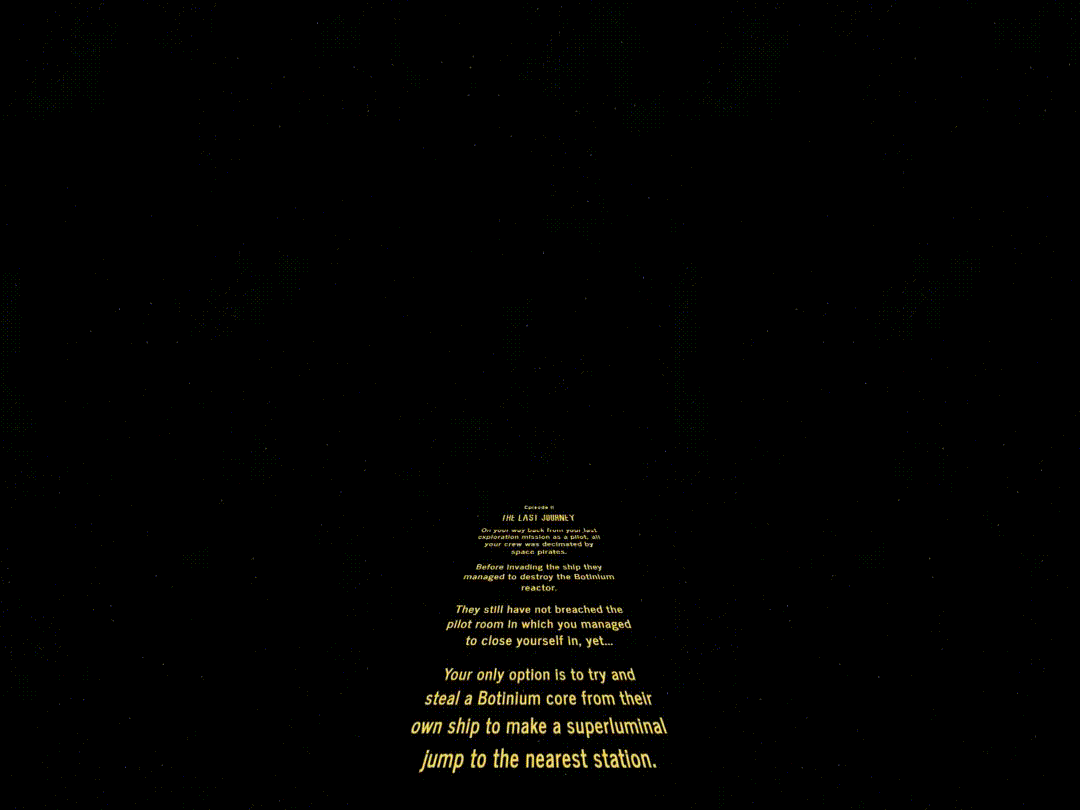 Episode II
THE LAST JOURNEY
On your way back from your last
exploration mission as a pilot, all
your crew was decimated by
space pirates.
Before invading the ship they
managed to destroy the Botinium
reactor.
They still have not breached the
pilot room in which you managed
to close yourself in, yet...
Your only option is to try and
steal a Botinium core from their
own ship to make a superluminal
jump to the nearest station.